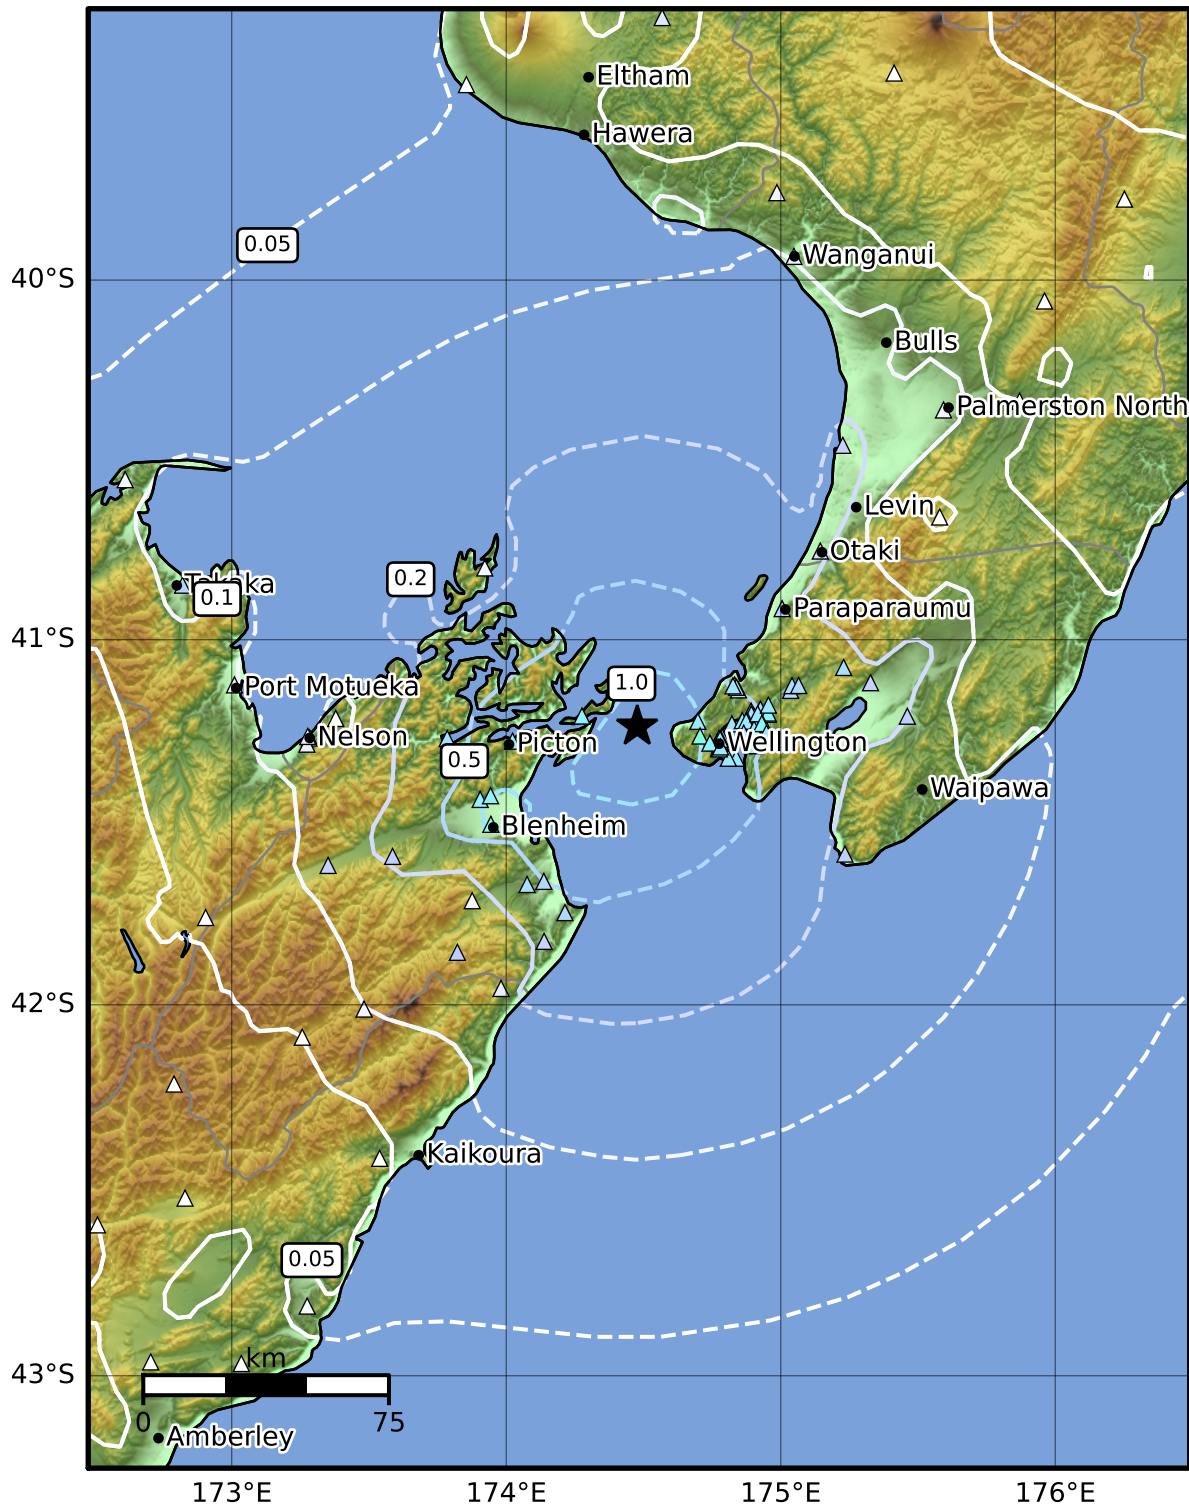 Eltham
Hawera
0.05
Wanganui
40°S
Bulls
Palmerston North
Levin
Otaki
0.2
Takaka
0.1
Paraparaumu
41°S
Port Motueka
1.0
Nelson
Picton
Wellington
0.5
Waipawa
Blenheim
42°S
Kaikoura
0.05
km
43°S
0
75
Amberley
173°E
174°E
175°E
176°E